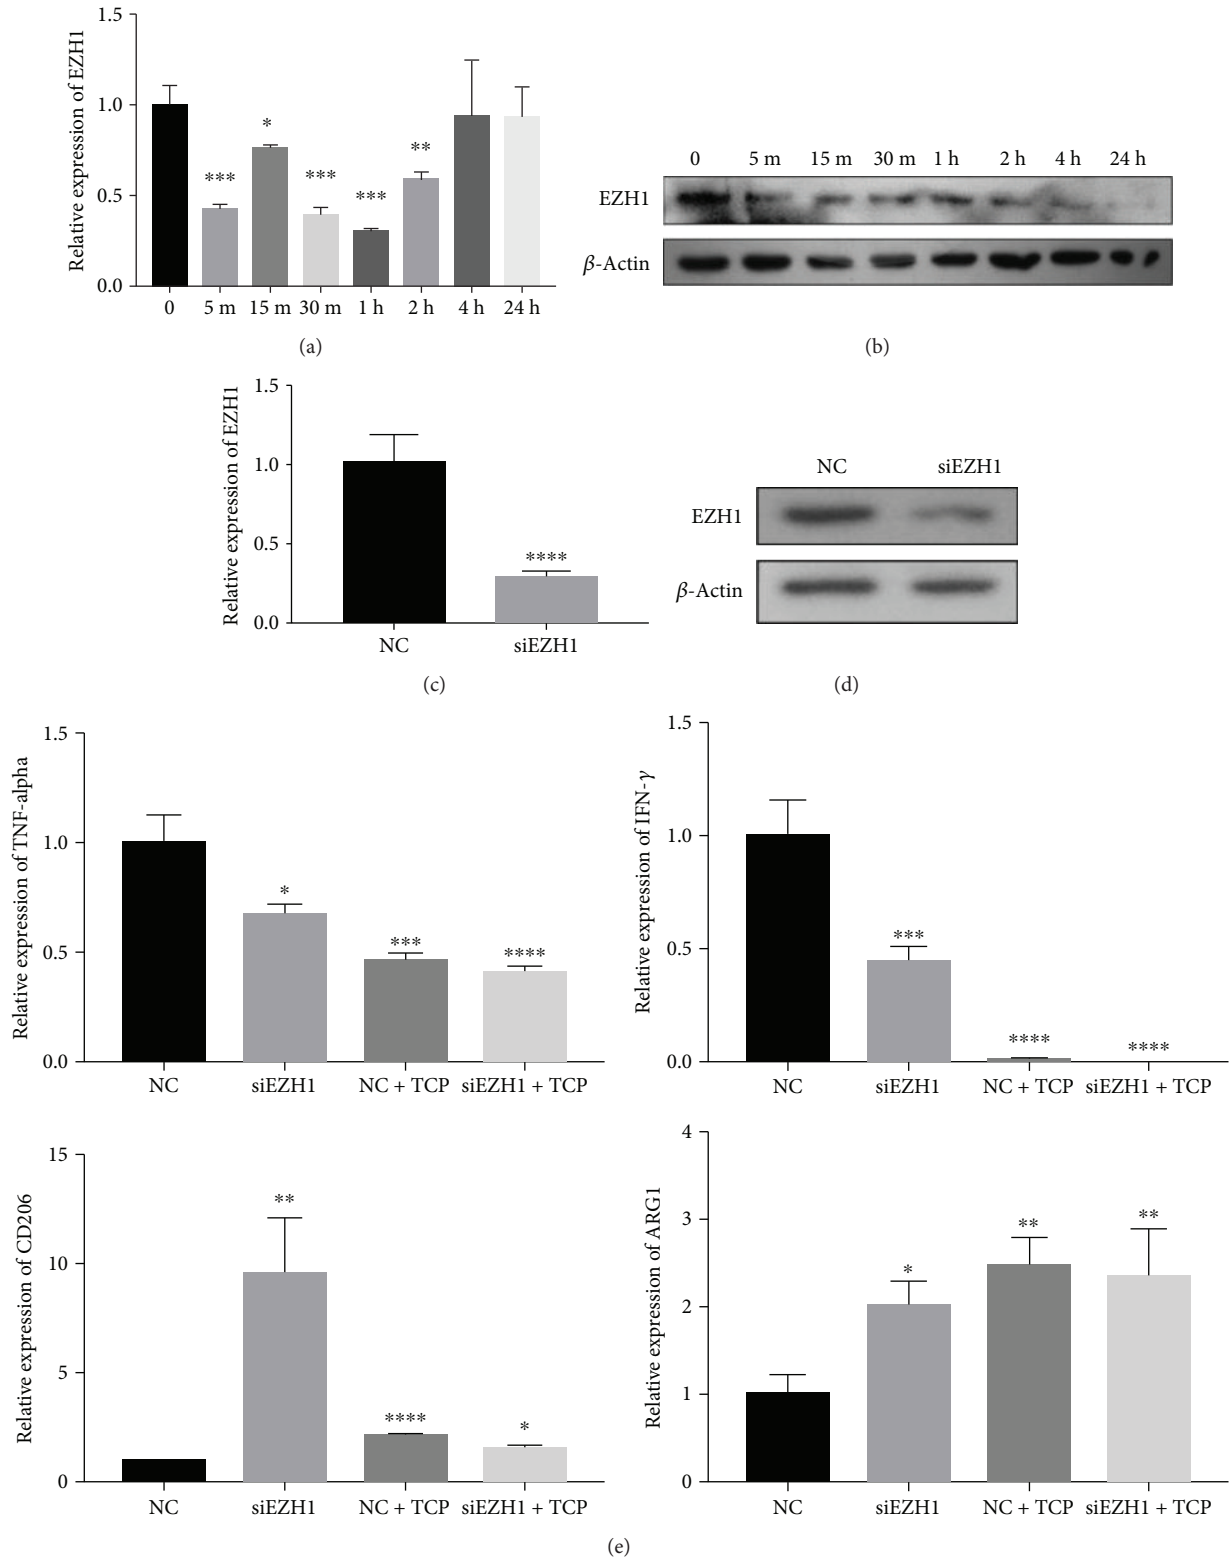 Relative expression of EZH1
1.5
1.0
0.5
0.0
*
***
***
***
**
0 5 m 15 m 30 m 1 h 2 h 4 h 24 h
(a)
0 5 m 15 m 30 m 1 h 2 h 4 h 24 h
EZH1
β-Actin
(b)
Relative expression of EZH1
1.5
1.0
0.5
0.0
****
NC siEZH1
(c)
NC siEZH1
EZH1
β-Actin
(d)
Relative expression of TNF-alpha
1.5
1.0
0.5
0.0
*
***
****
NC siEZH1 NC + TCP siEZH1 + TCP
Relative expression of IFN-γ
1.5
1.0
0.5
0.0
***
****
****
NC siEZH1 NC + TCP siEZH1 + TCP
Relative expression of CD206
15
10
5
0
**
****
*
NC siEZH1 NC + TCP siEZH1 + TCP
Relative expression of ARG1
4
3
2
1
0
*
**
**
NC siEZH1 NC + TCP siEZH1 + TCP
(e)